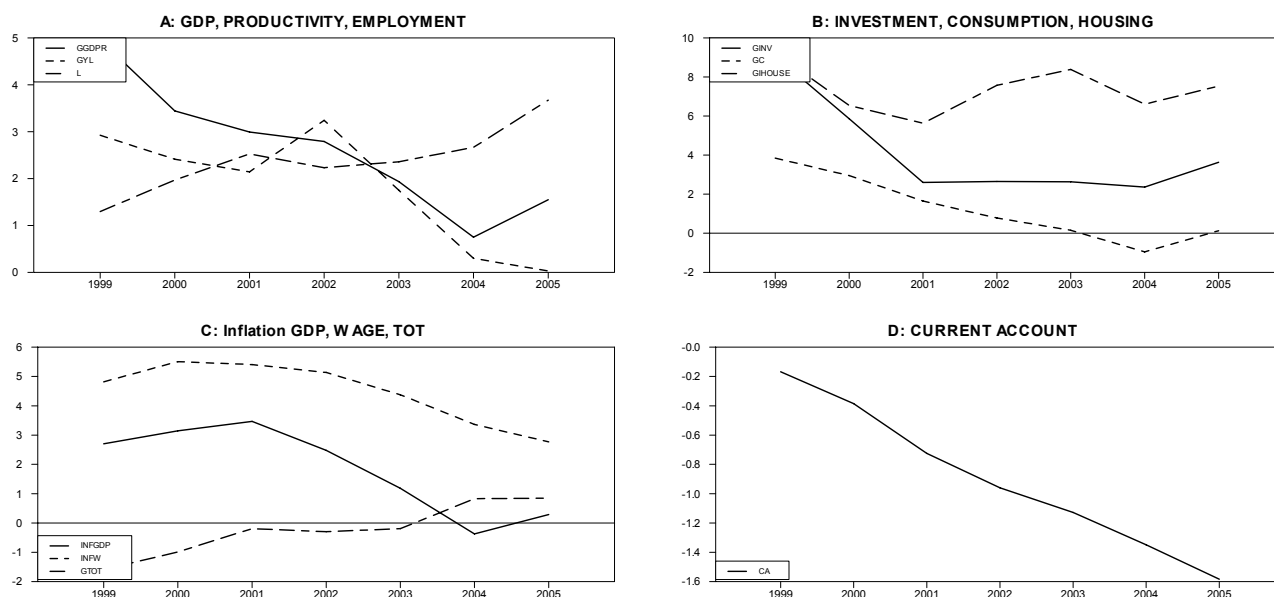 A: GDP, PRODUCTIVITY, EMPLOYMENT
5
4
3
2
1
0
GGDPR
GYL
L
1999 2000 2001 2002 2003 2004 2005
B: INVESTMENT, CONSUMPTION, HOUSING
10
8
6
4
2
0
-2
GINV
GC
GIHOUSE
1999 2000 2001 2002 2003 2004 2005
C: Inflation GDP, WAGE, TOT
6
5
4
3
2
1
0
-1
-2
INFGDP
INFW
GTOT
1999 2000 2001 2002 2003 2004 2005
D: CURRENT ACCOUNT
-0.0
-0.2
-0.4
-0.6
-0.8
-1.0
-1.2
-1.4
-1.6
CA
1999 2000 2001 2002 2003 2004 2005